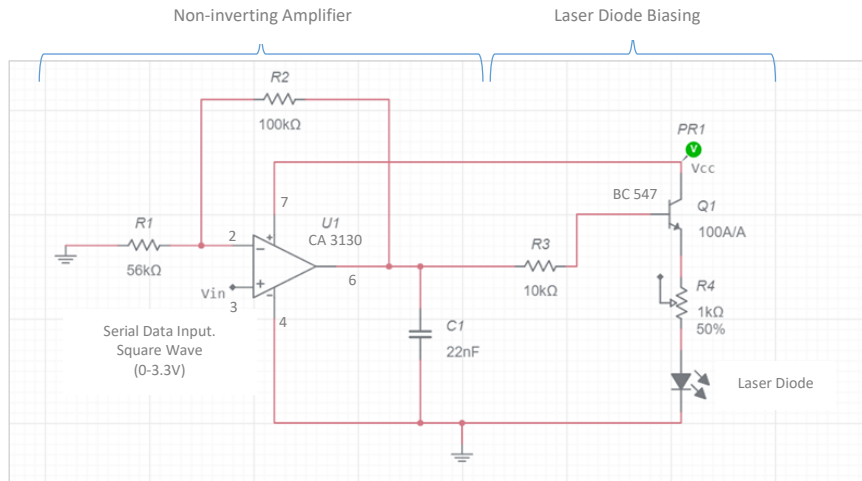 Non-inverting Amplifier
Laser Diode Biasing
R2
100kΩ
PR1
V
Vcc
BC 547
Q1
100A/A
7
U1
CA 3130
R1
56kΩ
2
6
Vin
3
4
R3
10kΩ
R4
1kΩ
50%
C1
22nF
Serial Data Input.
Square Wave
(0-3.3V)
Laser Diode